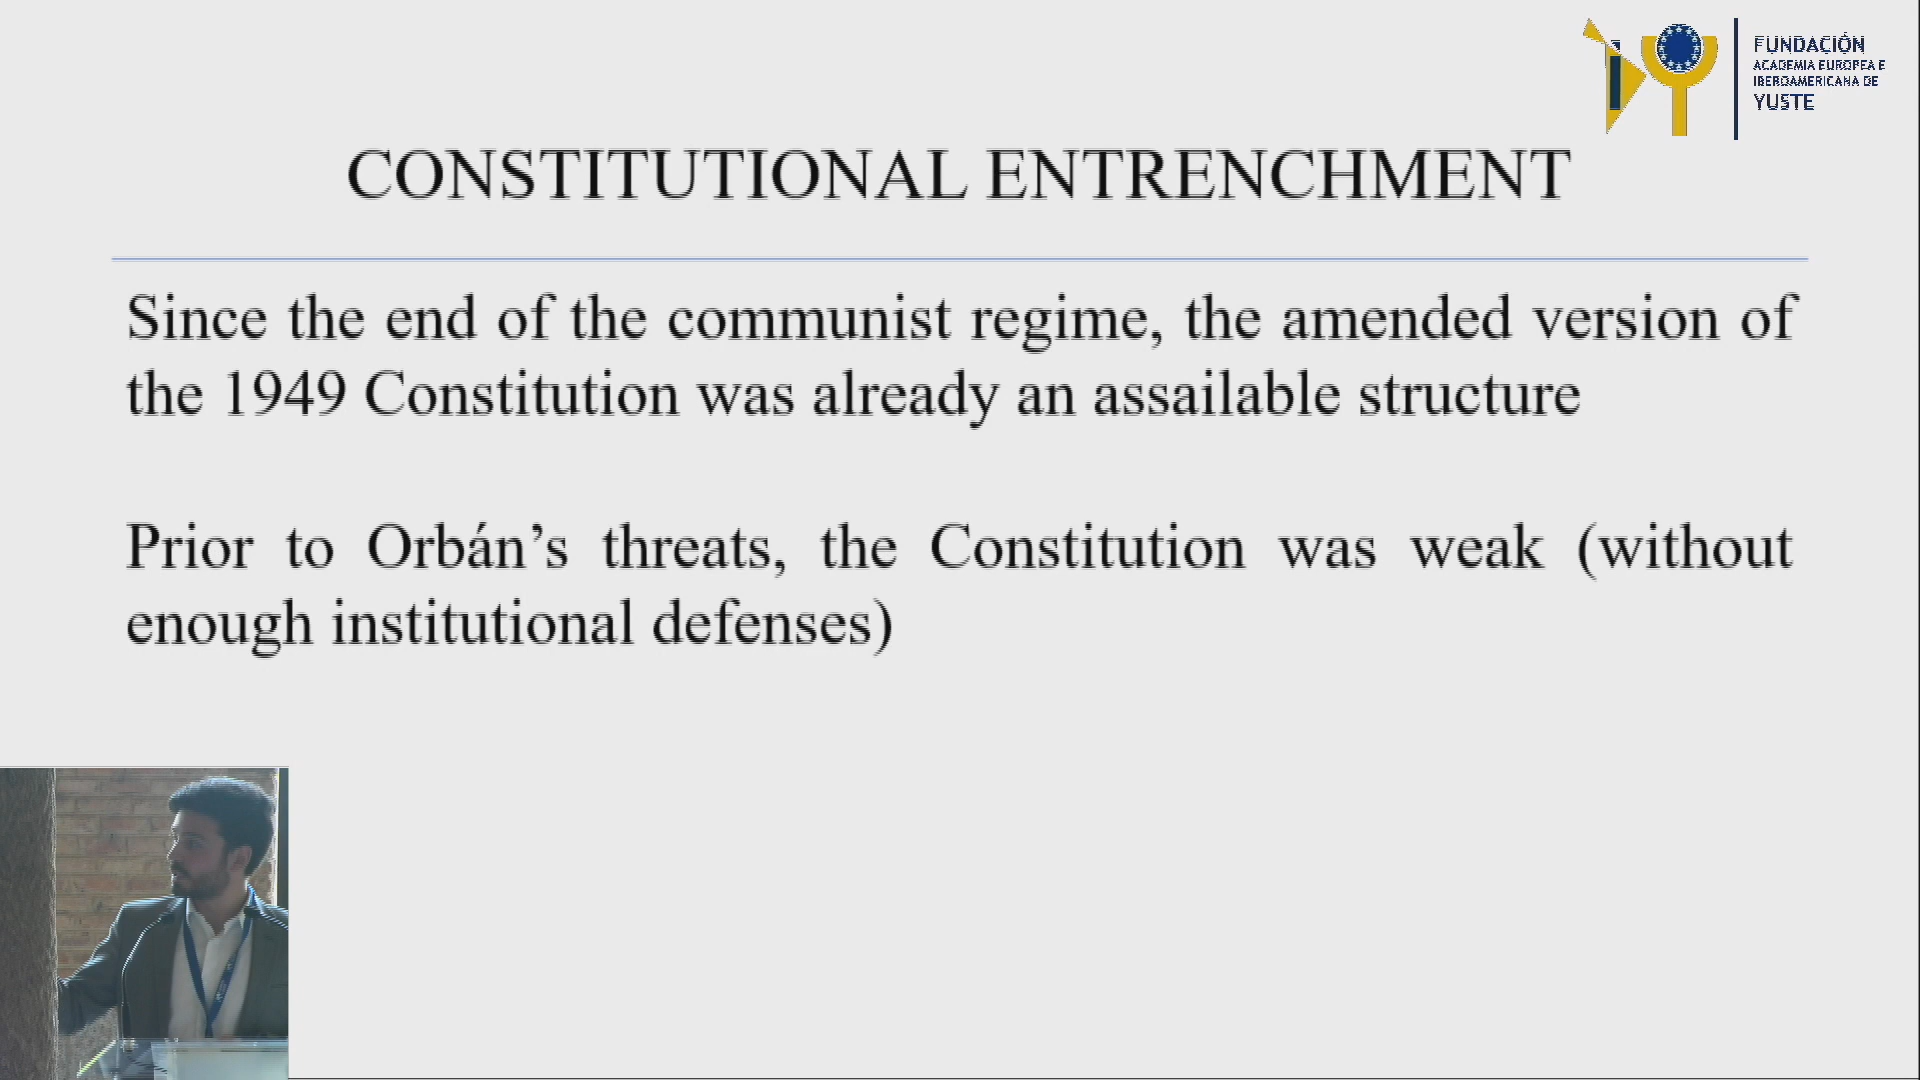 FUNDACIÓN
ACADEMIA EUROPEA E
IBEROAMERICANA DE
YUSTE
CONSTITUTIONAL ENTRENCHMENT
Since the end of the communist regime, the amended version of
the 1949 Constitution was already an assailable structure
Prior to Orbán’s threats, the Constitution was weak (without
enough institutional defenses)